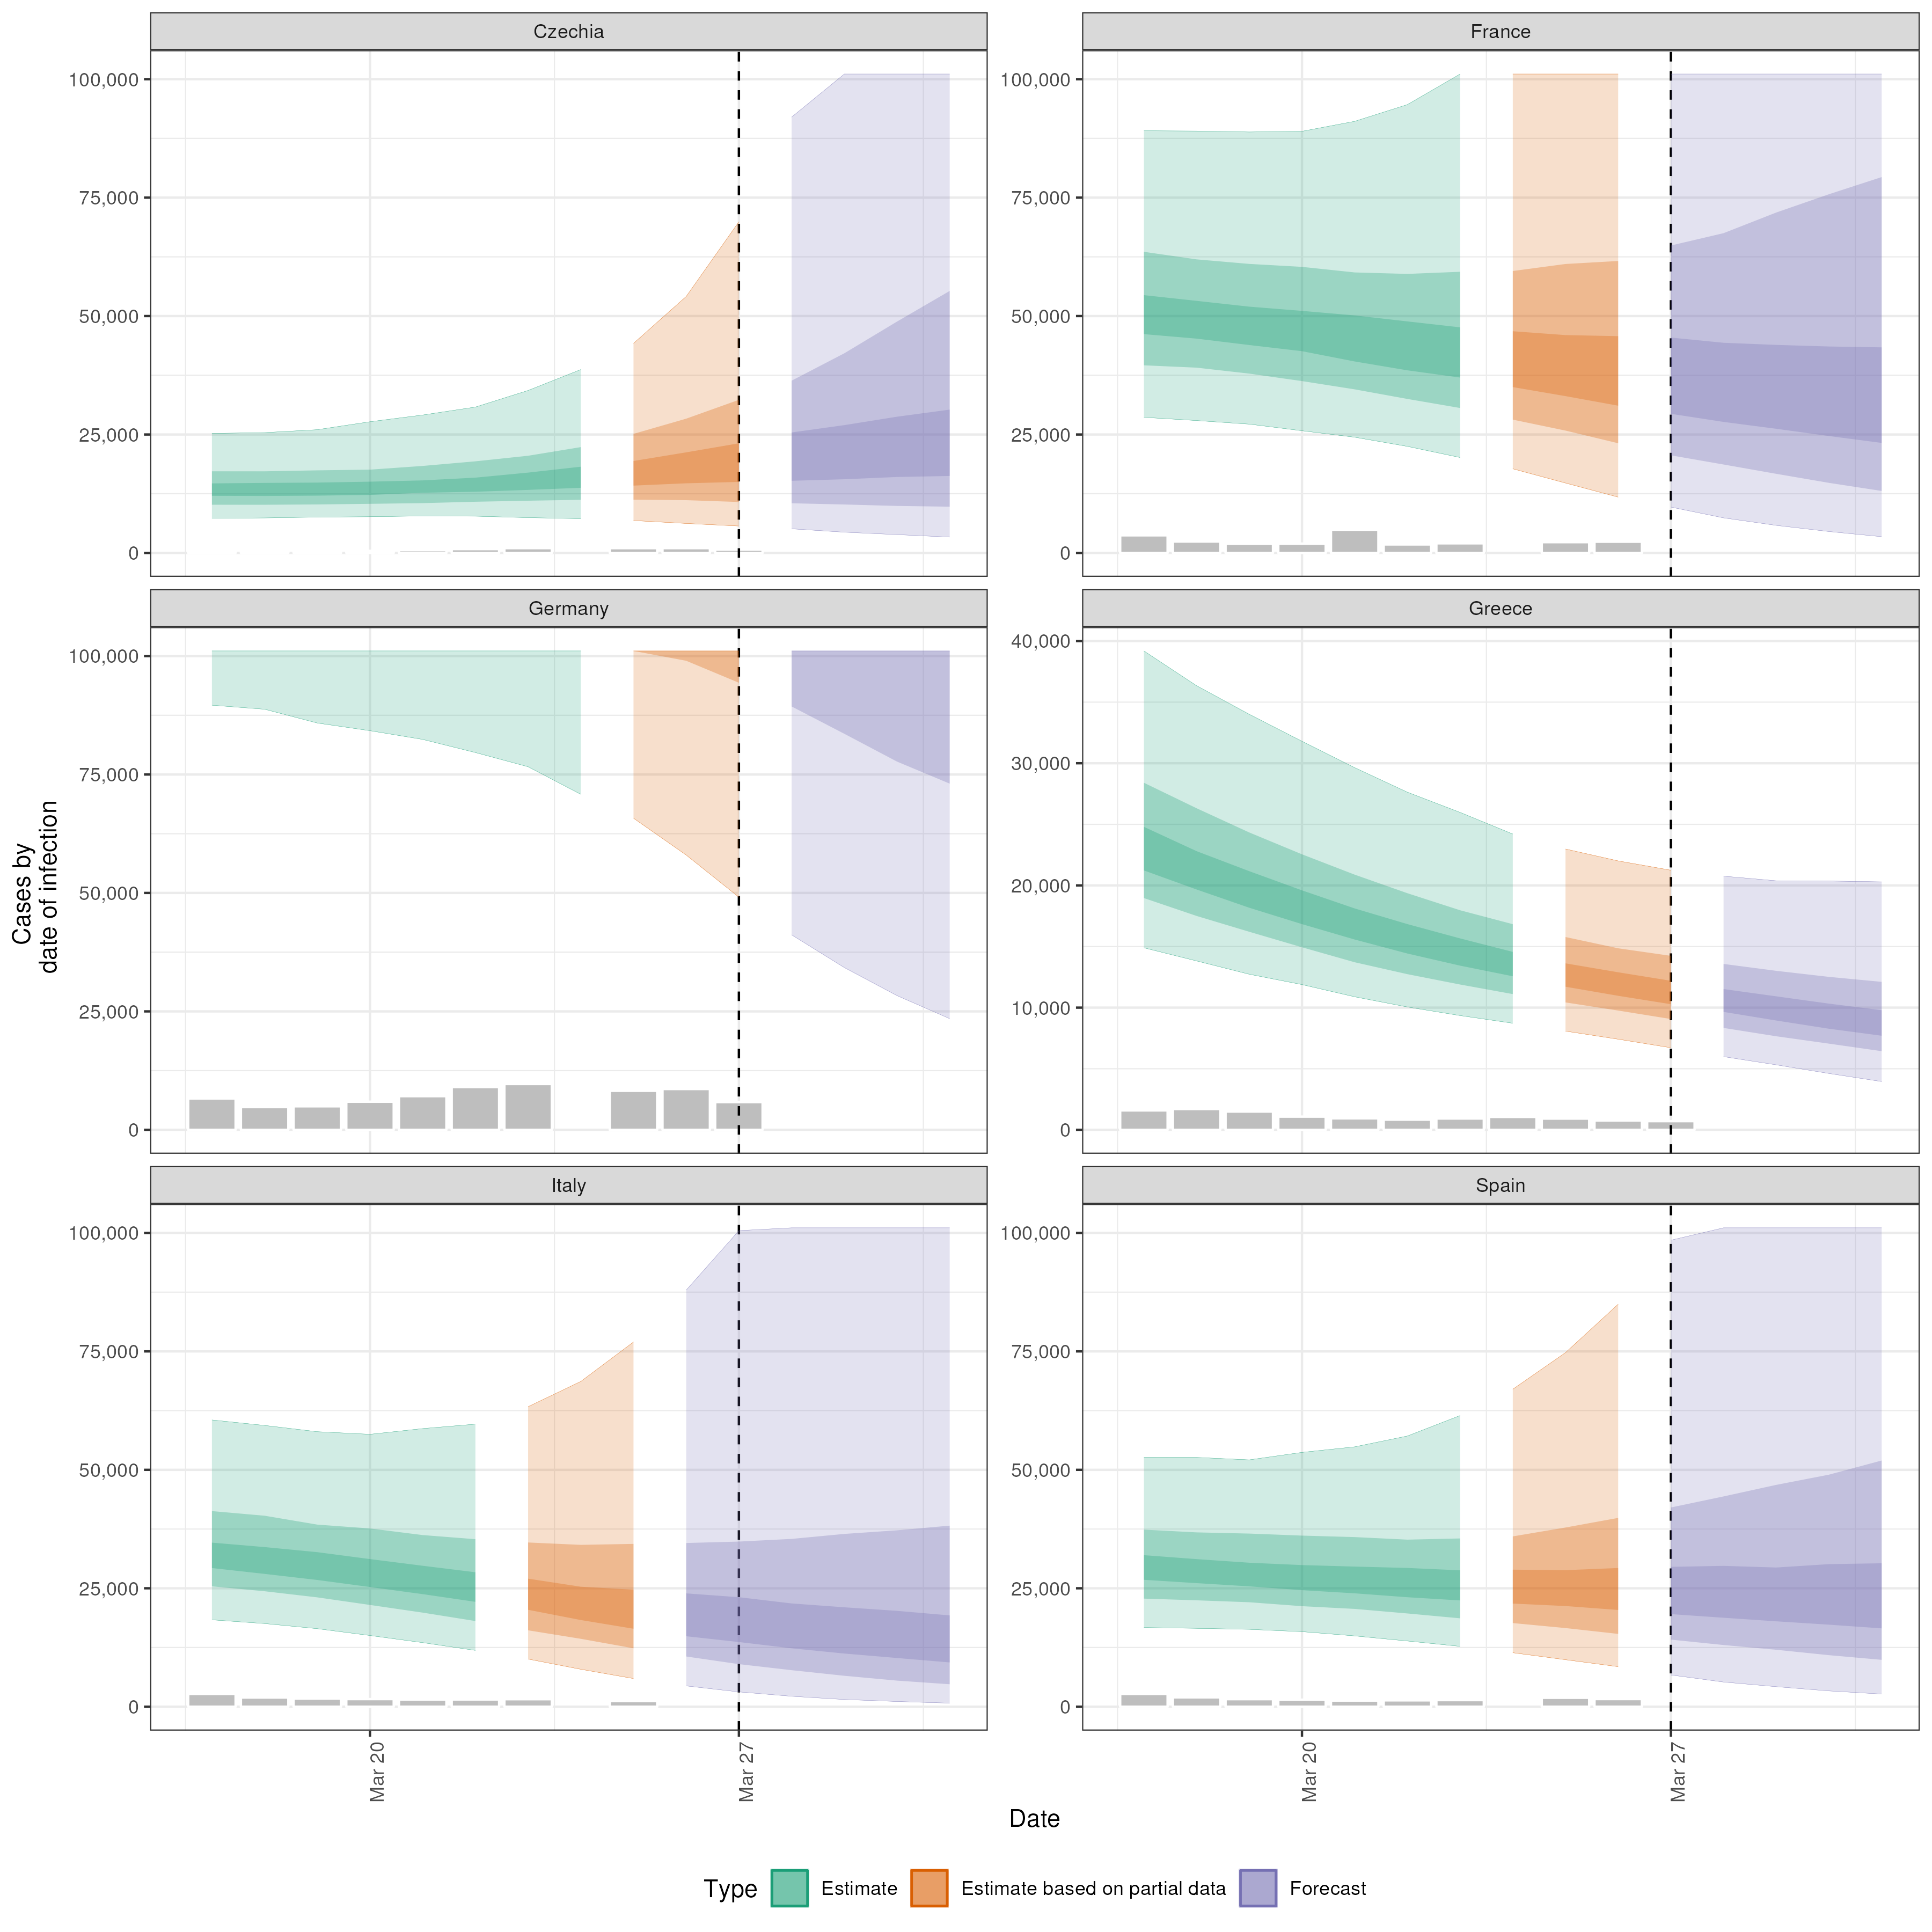 Czechia
France
100,000
75,000
50,000
25,000
0
100,000
75,000
50,000
25,000
0
Germany
Greece
100,000
75,000
50,000
25,000
0
40,000
30,000
20,000
10,000
0
Italy
Spain
100,000
75,000
50,000
25,000
0
100,000
75,000
50,000
25,000
0
Mar 20
Mar 27
Mar 20
Mar 27
Cases by
date of infection
Date
Type Estimate Estimate based on partial data Forecast